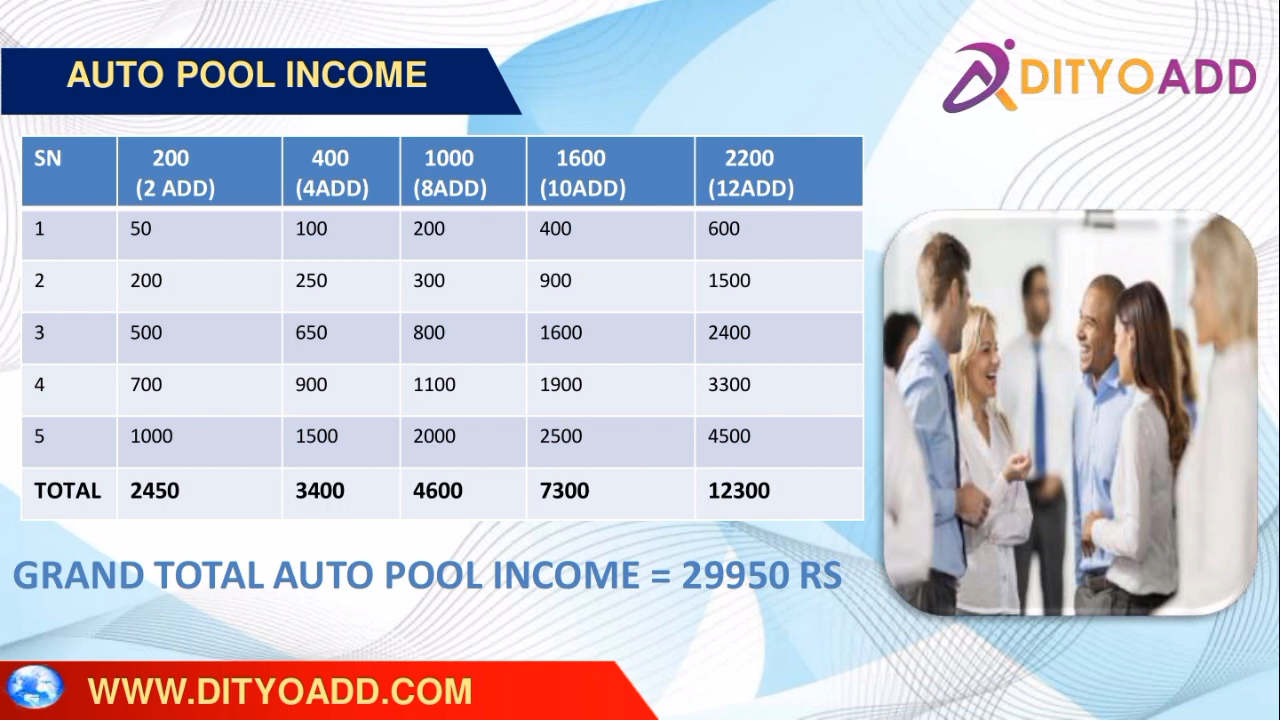 AUTO POOL INCOME
DITYOADD
SN 200 400 1000 1600 2200
(2 ADD) (4ADD) (8ADD) (10ADD) (12ADD)
1 50 100 200 400 600
2 200 250 300 900 1500
3 500 650 800 1600 2400
4 700 900 1100 1900 3300
5 1000 1500 2000 2500 4500
TOTAL 2450 3400 4600 7300 12300
GRAND TOTAL AUTO POOL INCOME = 29950 RS
WWW.DITYOADD.COM